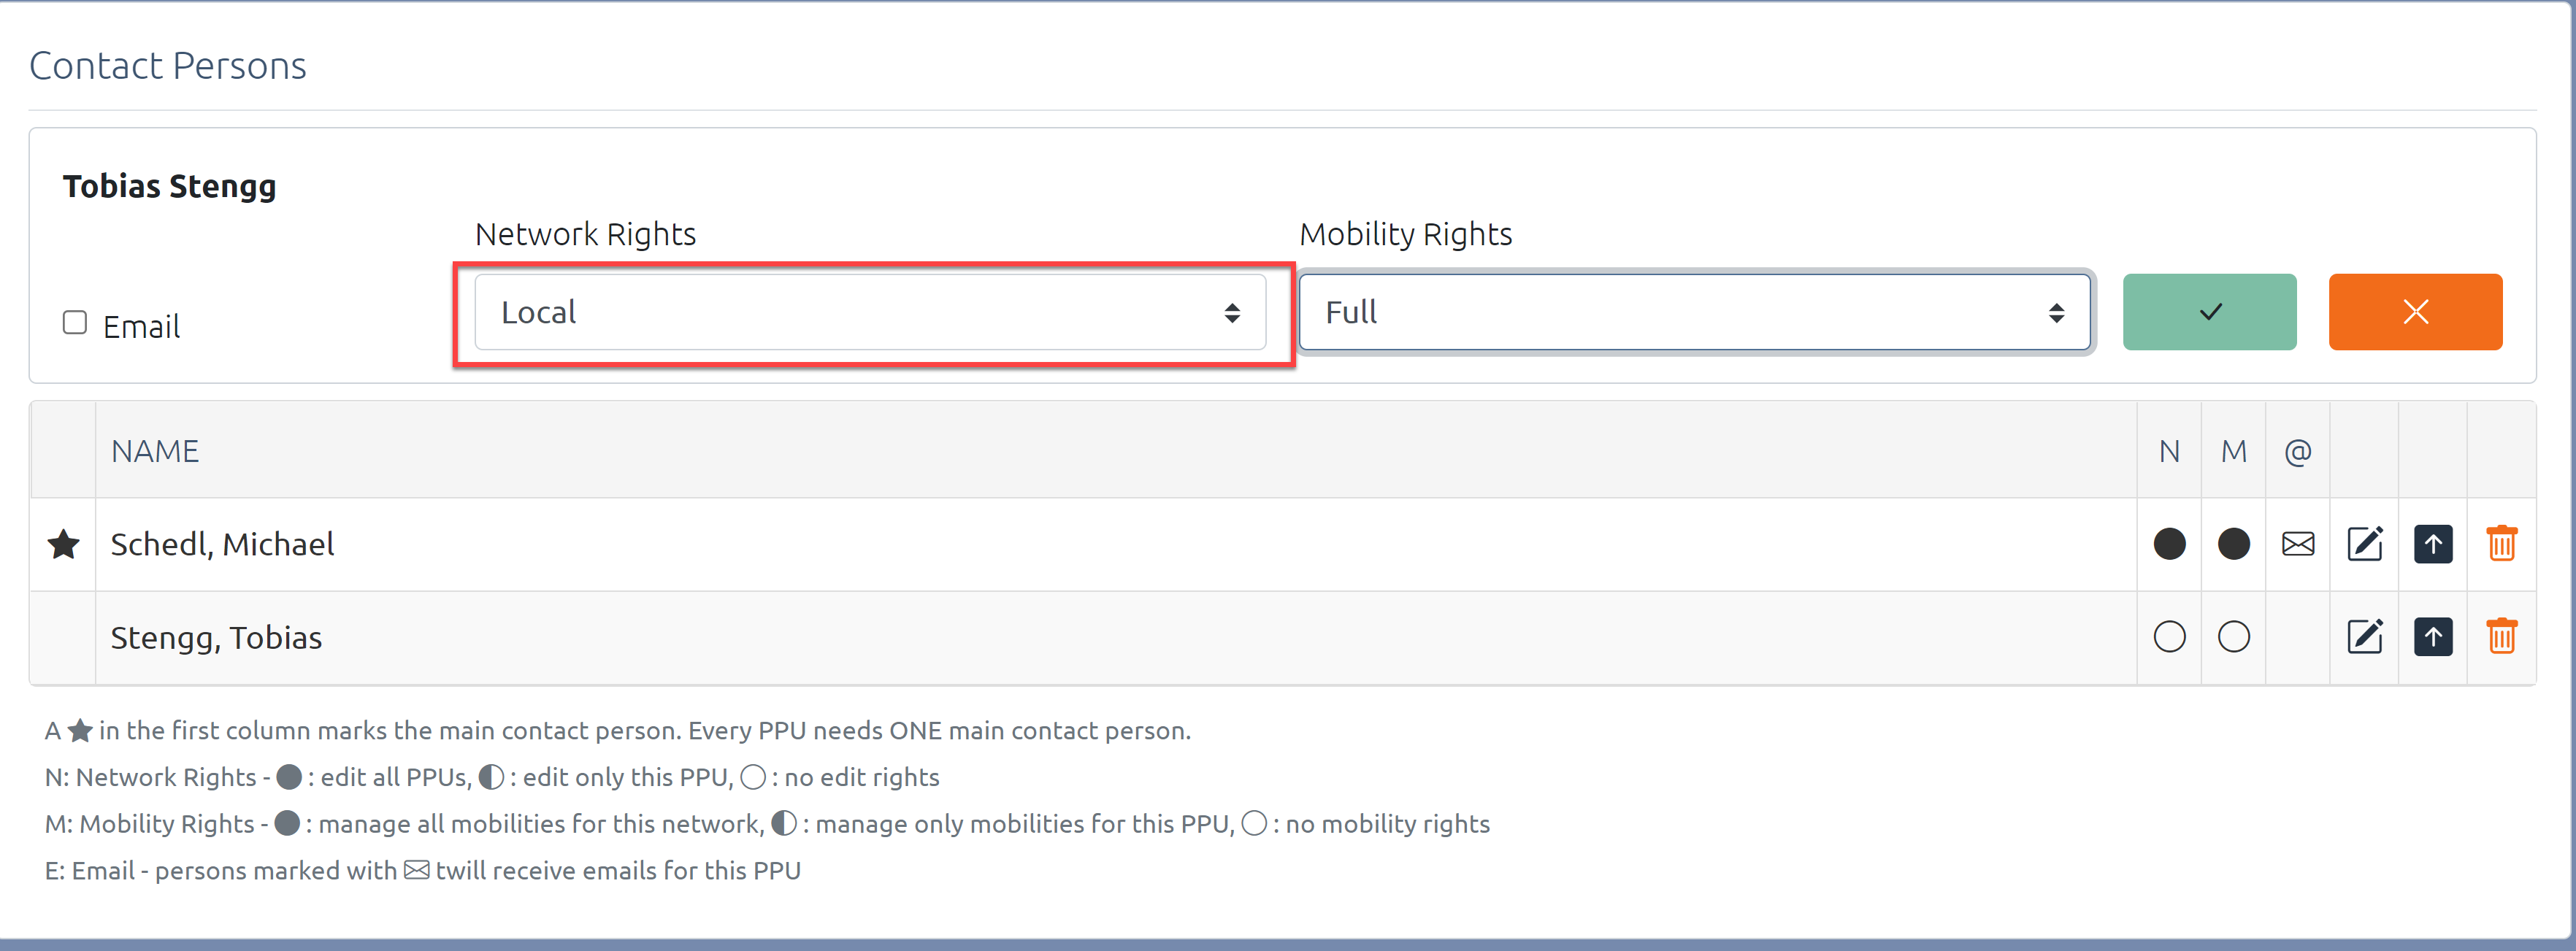 Contact Persons
Tobias Stengg
Network Rights
Mobility Rights
Email
Local
Full
NAME N M @
Schedl, Michael
Stengg, Tobias
A ★ in the first column marks the main contact person. Every PPU needs ONE main contact person.
N: Network Rights - ● : edit all PPUs, ◐ : edit only this PPU, ○ : no edit rights
M: Mobility Rights - ● : manage all mobilities for this network, ◐ : manage only mobilities for this PPU, ○ : no mobility rights
E: Email - persons marked with ✉ twill receive emails for this PPU